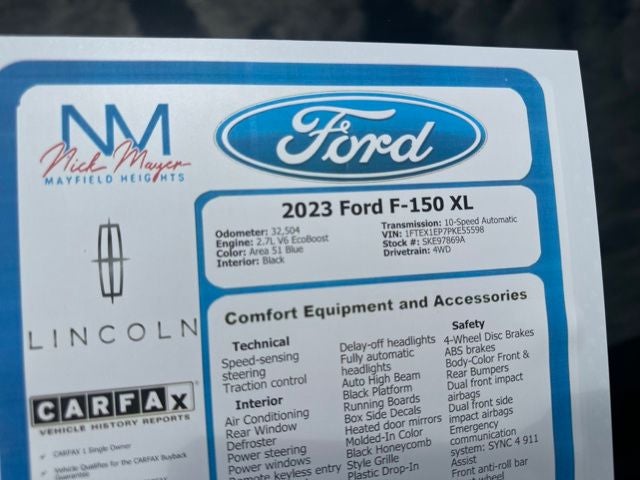 NM
Nick Mayer
MAYFIELD HEIGHTS
Ford
2023 Ford F-150 XL
Odometer: 32,504
Engine: 2.7L V6 EcoBoost
Color: Area 51 Blue
Interior: Black
Transmission: 10-Speed Automatic
VIN: 1FTEX1EP7PKE55598
Stock #: SKE97869A
Drivetrain: 4WD
LINCOLN
CARFAX
VEHICLE HISTORY REPORTS
CARFAX 1 Single Owner
Vehicle Qualifies for the CARFAX Buyback
Guarantee
Comfort Equipment and Accessories
Technical
Speed-sensing
steering
Traction control
Interior
Air Conditioning
Rear Window
Defroster
Power steering
Power windows
Remote keyless entry
Delay-off headlights
Fully automatic
headlights
Auto High Beam
Black Platform
Running Boards
Box Side Decals
Heated door mirrors
Molded-In Color
Black Honeycomb
Style Grille
Plastic Drop-In
Safety
4-Wheel Disc Brakes
ABS brakes
Body-Color Front &
Rear Bumpers
Dual front impact
airbags
Dual front side
impact airbags
Emergency
communication
system: SYNC 4 911
Assist
Front anti-roll bar
wheel